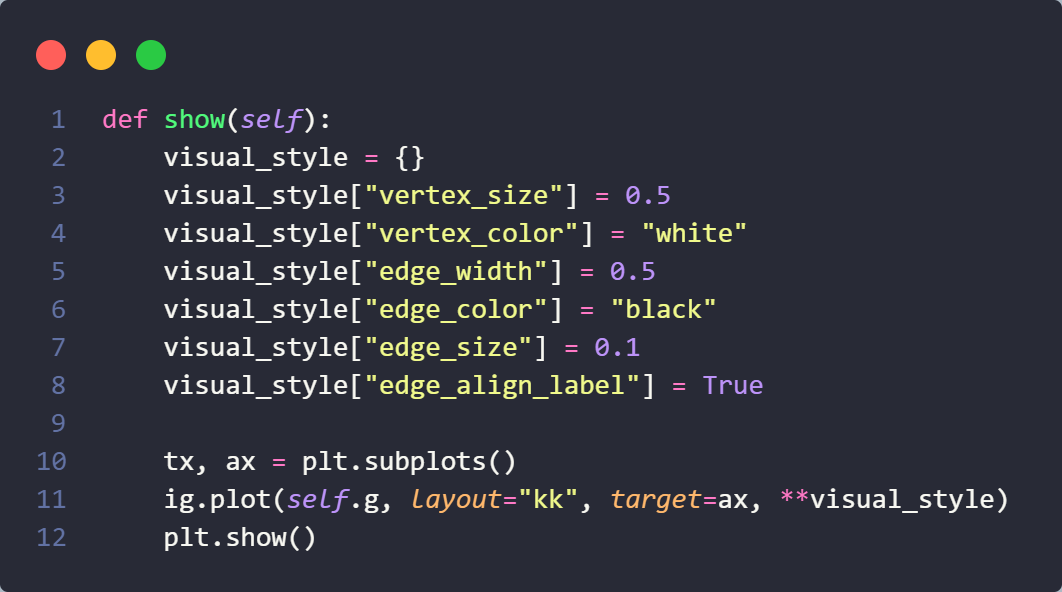 1 def show(self):
2     visual_style = {}
3     visual_style["vertex_size"] = 0.5
4     visual_style["vertex_color"] = "white"
5     visual_style["edge_width"] = 0.5
6     visual_style["edge_color"] = "black"
7     visual_style["edge_size"] = 0.1
8     visual_style["edge_align_label"] = True
9
10     tx, ax = plt.subplots()
11     ig.plot(self.g, layout="kk", target=ax, **visual_style)
12     plt.show()